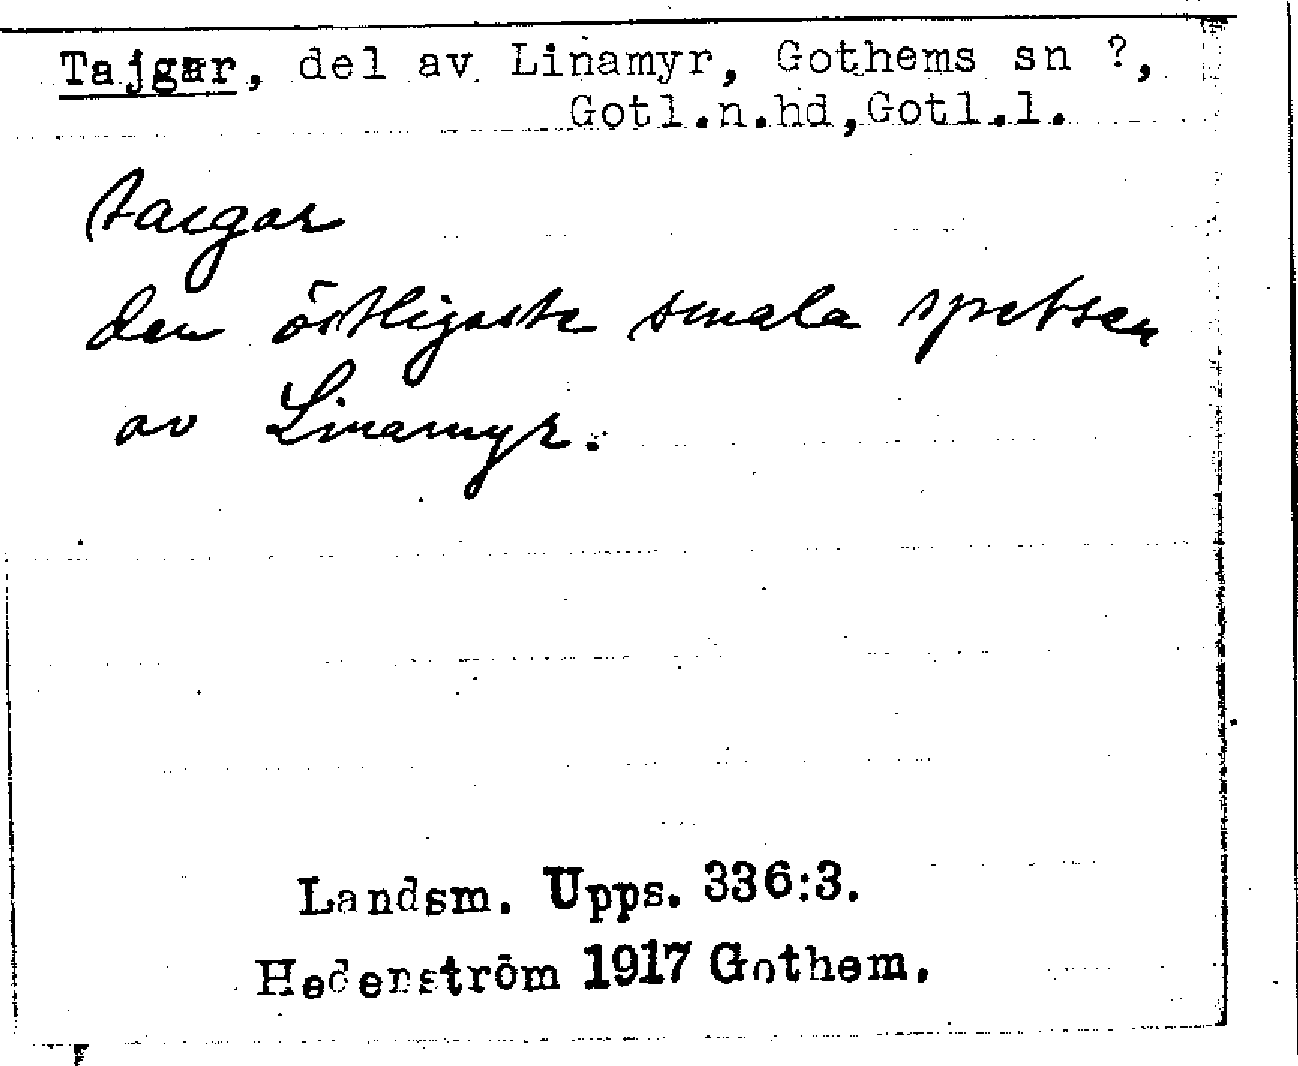 Tajgar, del av Linamyr, Gothems sn ?,
Gotl.n.hd,Gotl.l.
taigar
den östligaste smala spetsen
av Linamyr.
Landsm. Upps. 336:3.
Hedenström 1917 Gothem.